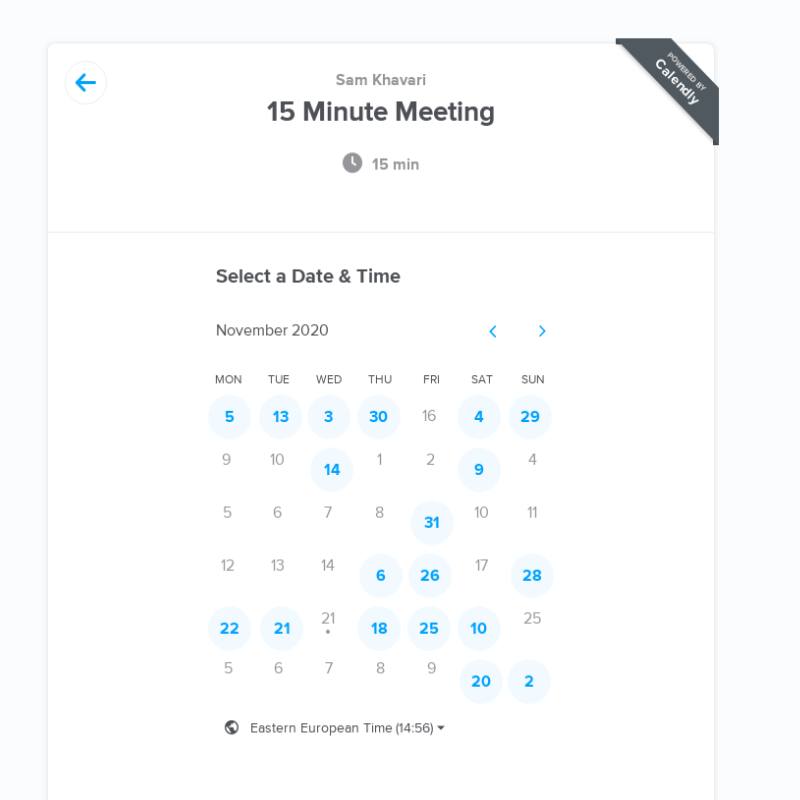 Sam Khavari
15 Minute Meeting
POWERED BY
Calendly
15 min
Select a Date & Time
November 2020
MON TUE WED THU FRI SAT SUN
5 13 3 30 16 4 29
9 10 14 1 2 9 4
5 6 7 8 31 10 11
12 13 14 6 26 17 28
22 21 21 18 25 10 25
5 6 7 8 9 20 2
Eastern European Time (14:56)